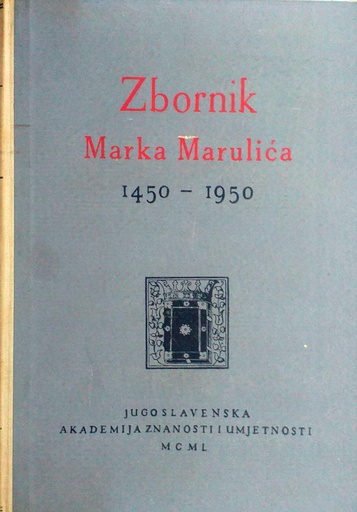 Zbornik
Marka Marulića
1450 – 1950
JUGOSLAVENSKA
AKADEMIJA ZNANOSTI I UMJETNOSTI
MCML